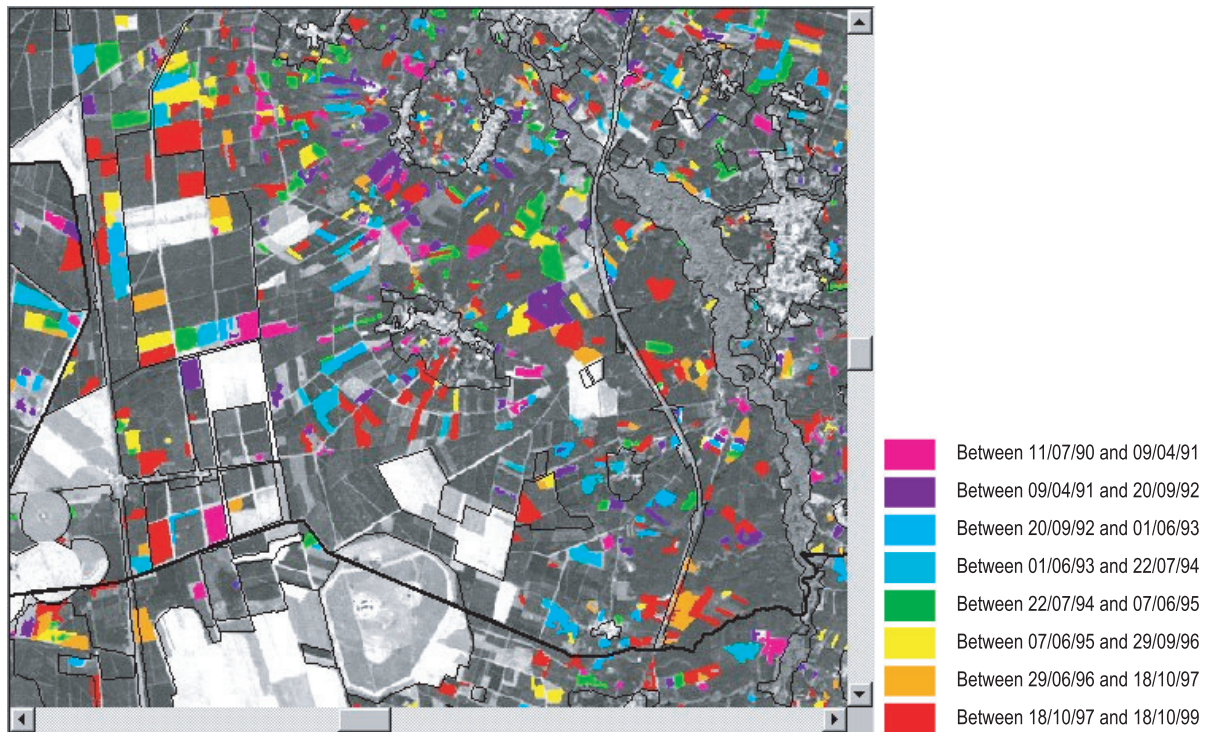 Between 11/07/90 and 09/04/91
Between 09/04/91 and 20/09/92
Between 20/09/92 and 01/06/93
Between 01/06/93 and 22/07/94
Between 22/07/94 and 07/06/95
Between 07/06/95 and 29/09/96
Between 29/06/96 and 18/10/97
Between 18/10/97 and 18/10/99